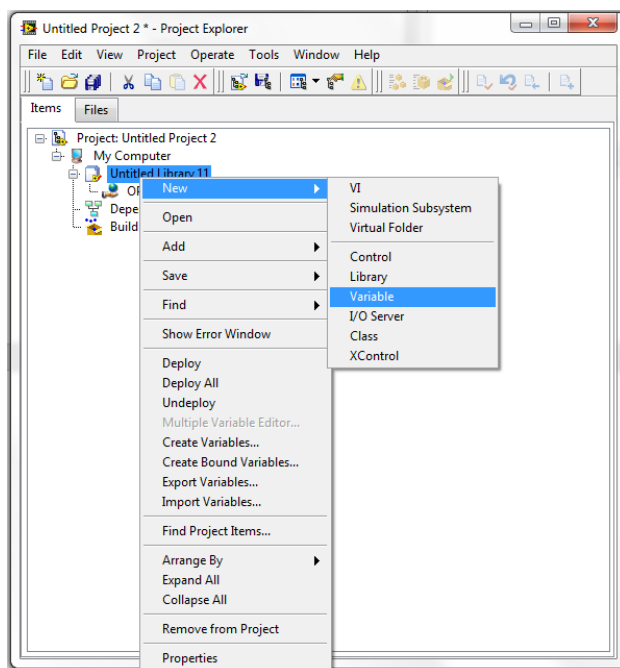 Untitled Project 2 * - Project Explorer
File Edit View Project Operate Tools Window Help
Items Files
Project: Untitled Project 2
My Computer
Untitled Library 11
New
Open
Add
Save
Find
Show Error Window
Deploy
Deploy All
Undeploy
Multiple Variable Editor...
Create Variables...
Create Bound Variables...
Export Variables...
Import Variables...
Find Project Items...
Arrange By
Expand All
Collapse All
Remove from Project
Properties
VI
Simulation Subsystem
Virtual Folder
Control
Library
Variable
I/O Server
Class
XControl